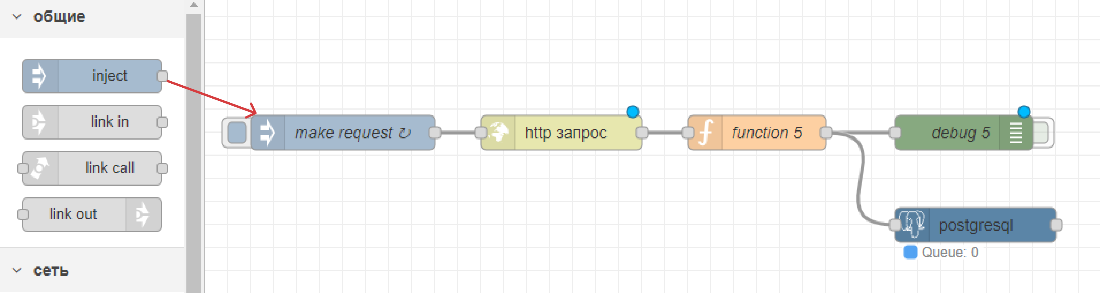 общие
inject
link in
link call
link out
сеть
make request ↻
http запрос
function 5
debug 5
postgresql
Queue: 0